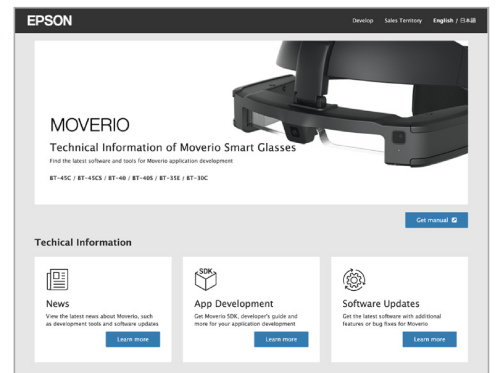 EPSON
Develop Sales Territory English / 日本語
MOVERIO
Technical Information of Moverio Smart Glasses
Find the latest software and tools for Moverio application development
BT-45C / BT-45CS / BT-40 / BT-40S / BT-35E / BT-30C
Get manual
Techical Information
SDK
News
View the latest news about Moverio, such
as development tools and software updates
Learn more
App Development
Get Moverio SDK, developer's guide and
more for your application development
Learn more
Software Updates
Get the latest software with additional
features or bug fixes for Moverio
Learn more